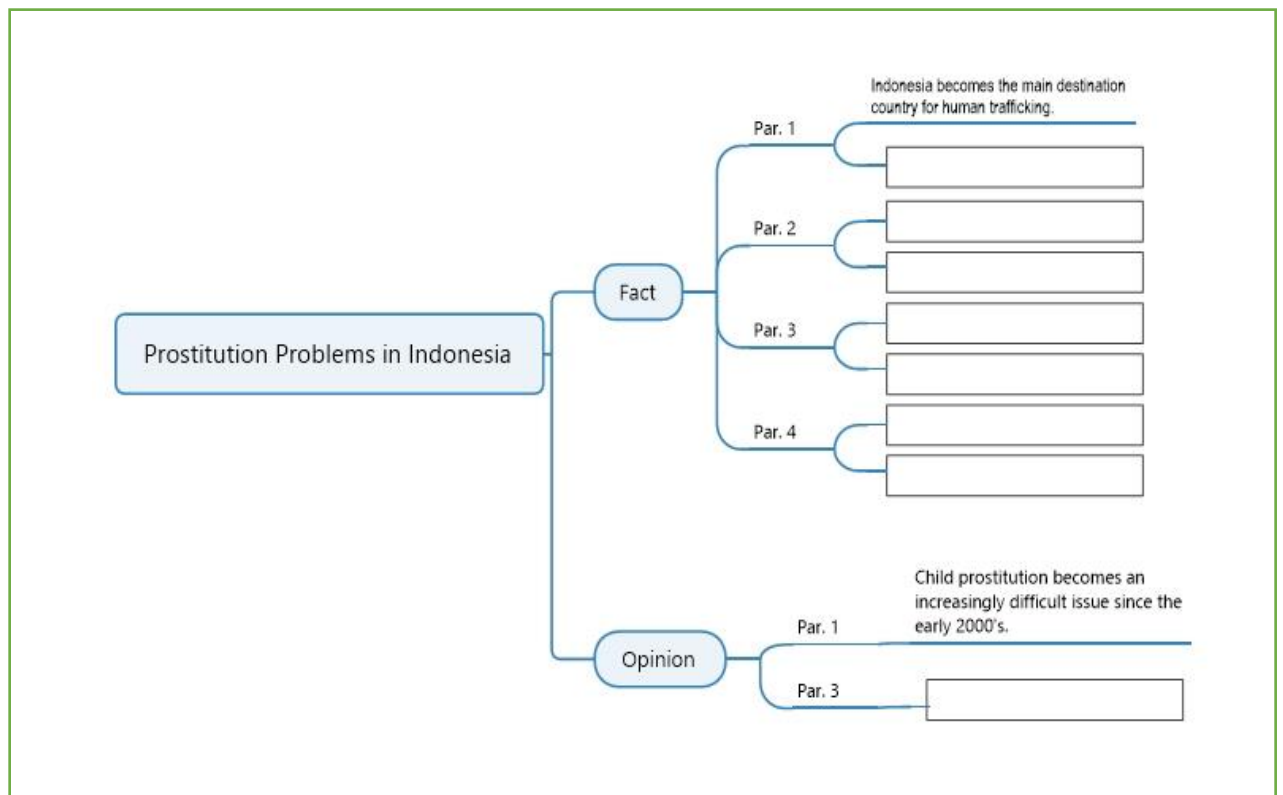 Indonesia becomes the main destination
country for human trafficking.
Par. 1
Par. 2
Fact
Par. 3
Prostitution Problems in Indonesia
Par. 4
Child prostitution becomes an
increasingly difficult issue since the
early 2000's.
Par. 1
Opinion
Par. 3